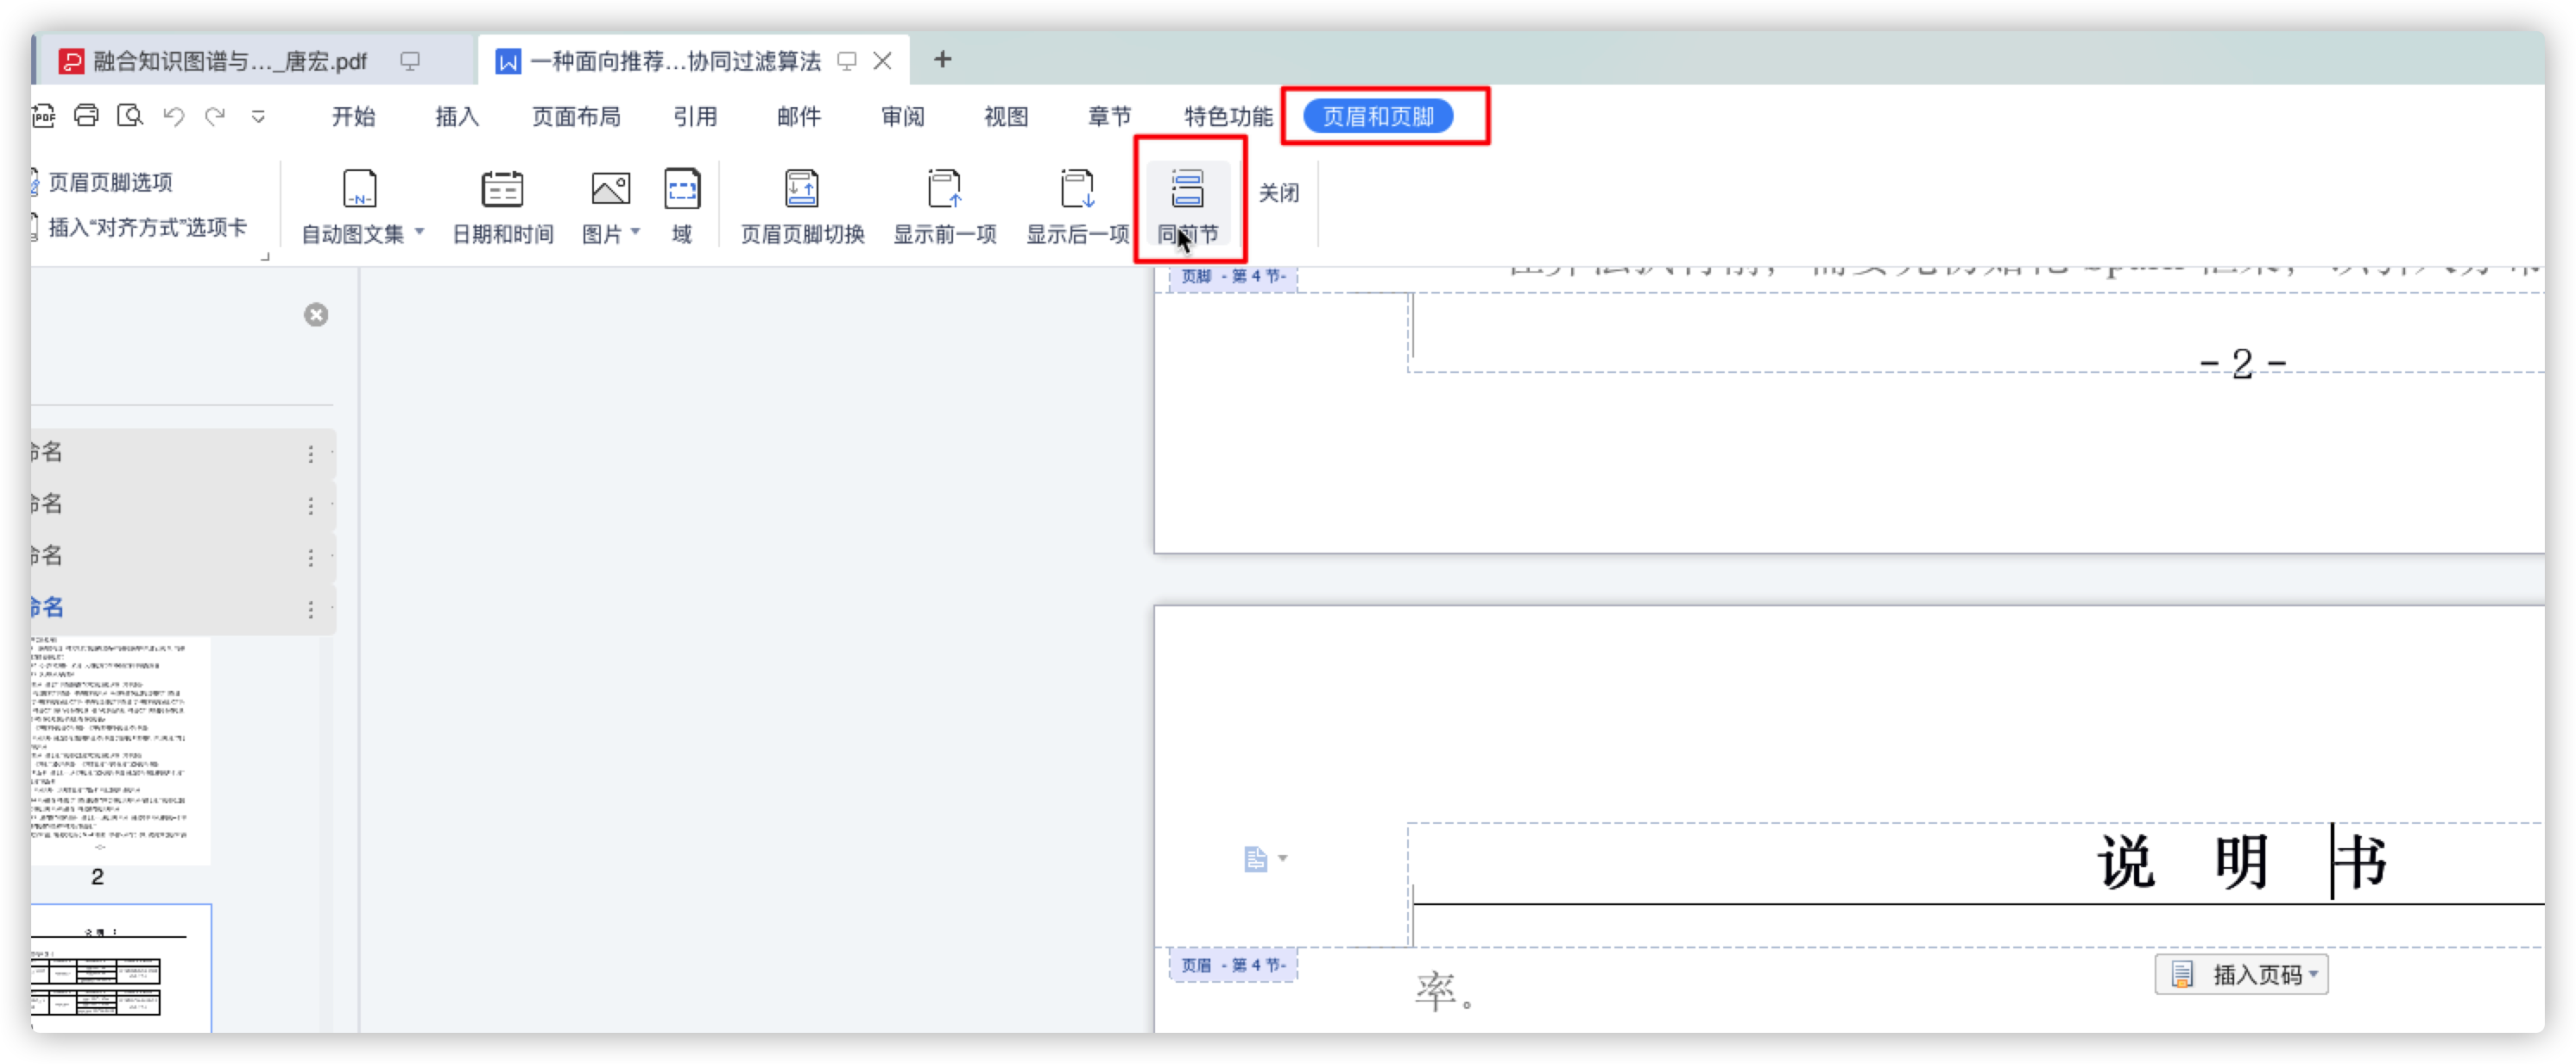 融合知识图谱与..._唐宏.pdf
一种面向推荐...协同过滤算法
开始 插入 页面布局 引用 邮件 审阅 视图 章节 特色功能 页眉和页脚
页眉页脚选项
插入“对齐方式”选项卡
自动图文集 日期和时间 图片 域 页眉页脚切换 显示前一项 显示后一项 同前节 关闭
页脚 - 第 4 节-
- 2 -
命名
命名
命名
命名
2
说 明 书
页眉 - 第 4 节-
插入页码
率。